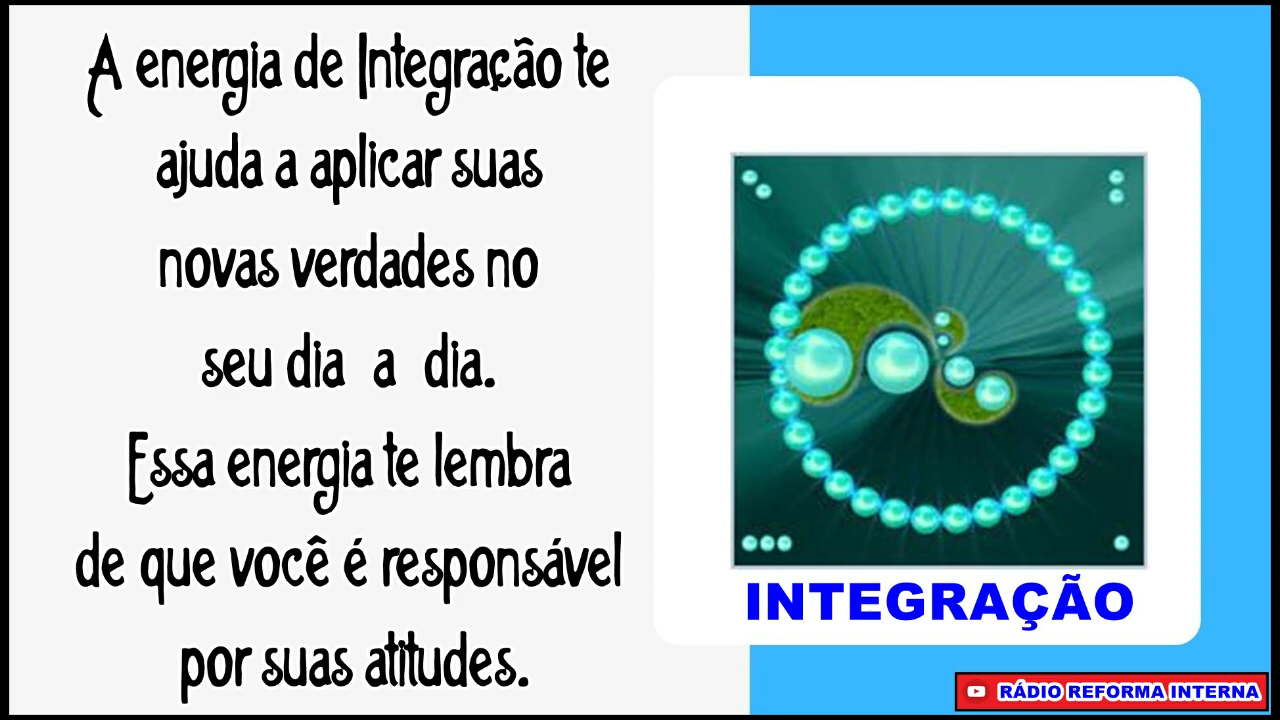 A energia de Integração te
ajuda a aplicar suas
novas verdades no
seu dia a dia.
Essa energia te lembra
de que você é responsável
por suas atitudes.
INTEGRAÇÃO
RÁDIO REFORMA INTERNA